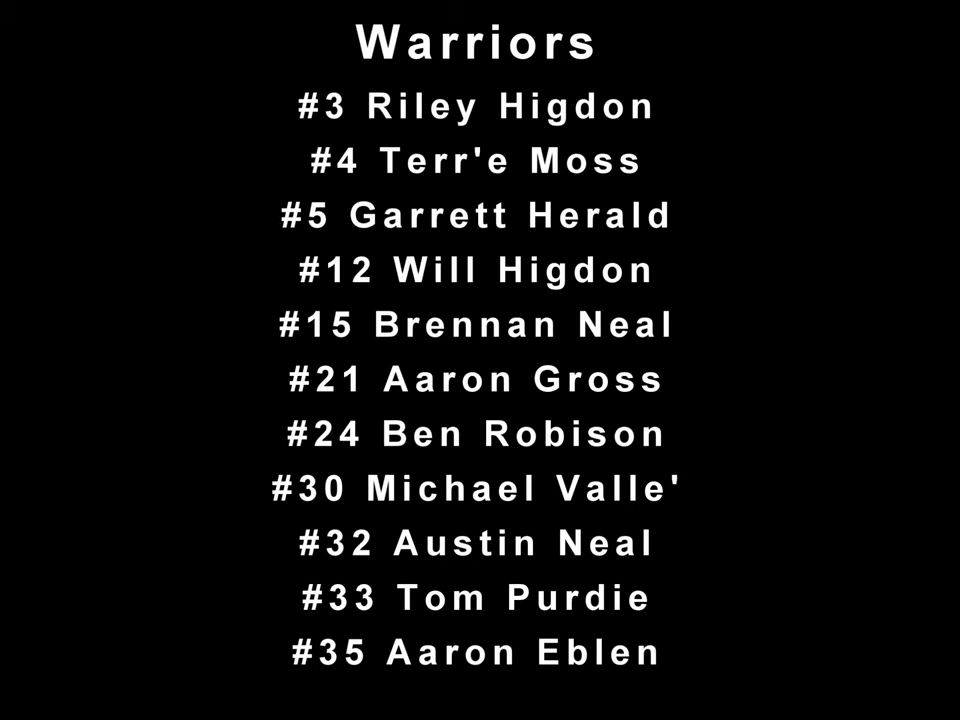 Warriors
#3 Riley Higdon
#4 Terr'e Moss
#5 Garrett Herald
#12 Will Higdon
#15 Brennan Neal
#21 Aaron Gross
#24 Ben Robison
#30 Michael Valle'
#32 Austin Neal
#33 Tom Purdie
#35 Aaron Eblen